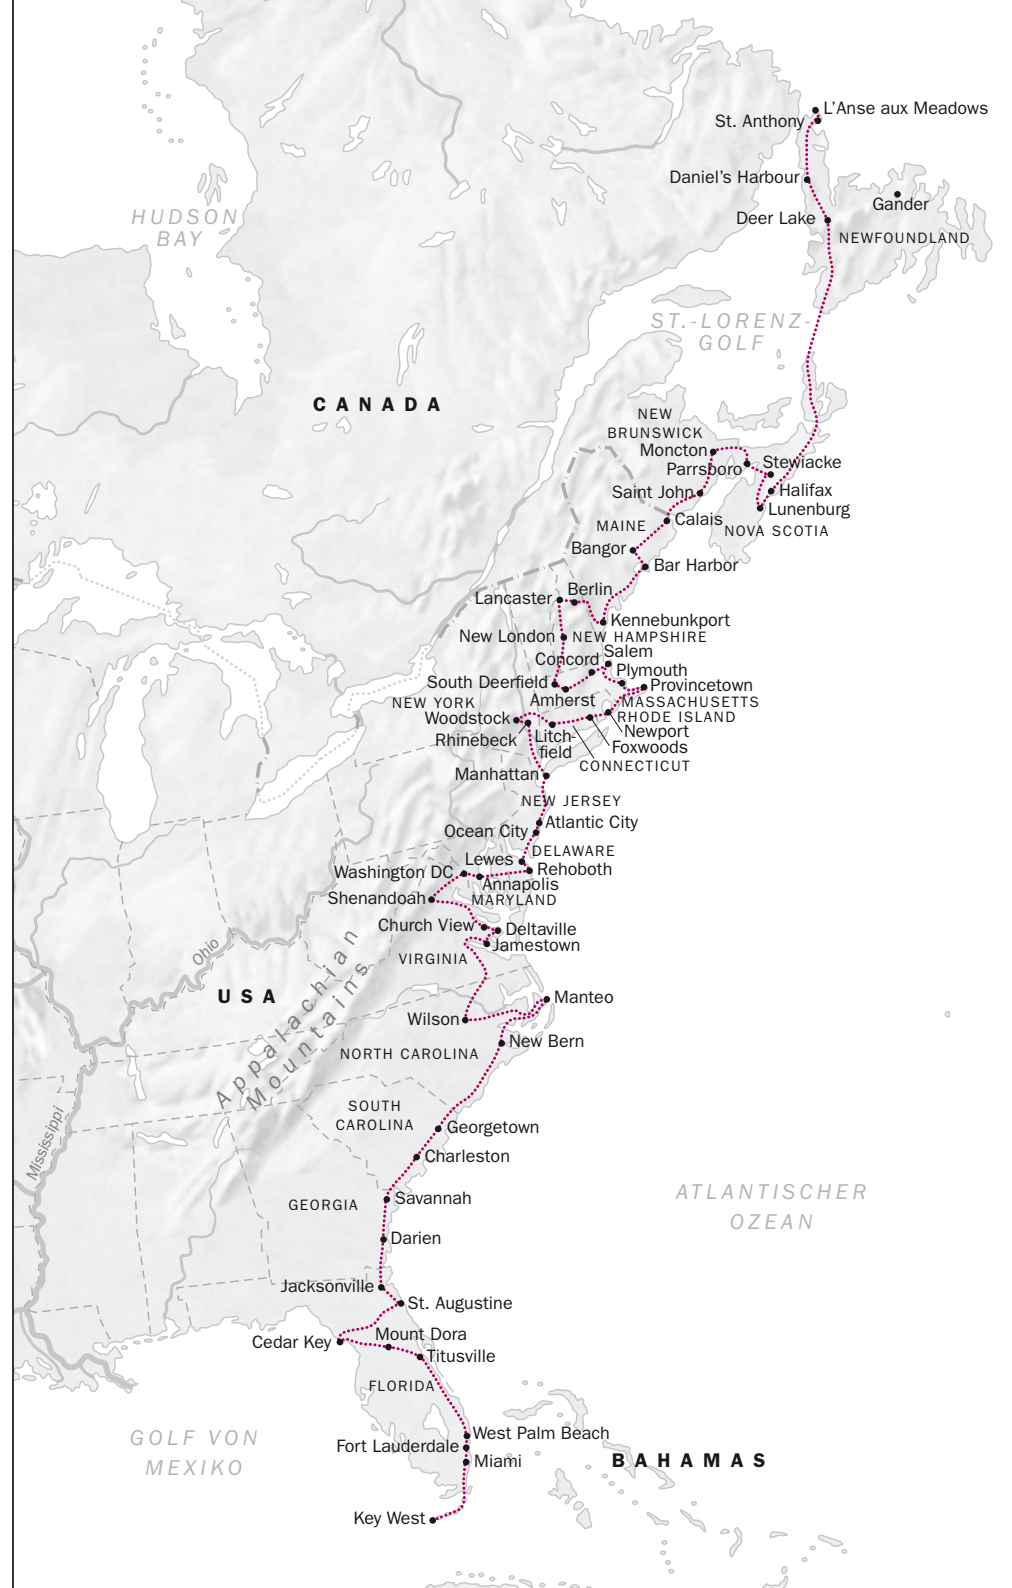 L'Anse aux Meadows
St. Anthony
Daniel's Harbour
Gander
Deer Lake
NEWFOUNDLAND
HUDSON
BAY
ST.-LORENZ-
GOLF
CANADA
NEW
BRUNSWICK
Moncton
Stewiacke
Parrsboro
Saint John
Halifax
Lunenburg
Calais
MAINE
NOVA SCOTIA
Bangor
Bar Harbor
Berlin
Lancaster
Kennebunkport
New London
NEW HAMPSHIRE
Salem
Concord
Plymouth
South Deerfield
Provincetown
Amherst
MASSACHUSETTS
NEW YORK
RHODE ISLAND
Woodstock
Newport
Rhinebeck
Litch-
field
Foxwoods
CONNECTICUT
Manhattan
NEW JERSEY
Atlantic City
Ocean City
DELAWARE
Lewes
Rehoboth
Washington DC
Annapolis
Shenandoah
MARYLAND
Church View
Deltaville
Jamestown
Ohio
VIRGINIA
USA
Manteo
Appalachian
Mountains
Wilson
New Bern
NORTH CAROLINA
SOUTH
CAROLINA
Georgetown
Mississippi
Charleston
ATLANTISCHER
OZEAN
Savannah
GEORGIA
Darien
Jacksonville
St. Augustine
Mount Dora
Cedar Key
Titusville
FLORIDA
GOLF VON
MEXIKO
West Palm Beach
Fort Lauderdale
Miami
BAHAMAS
Key West